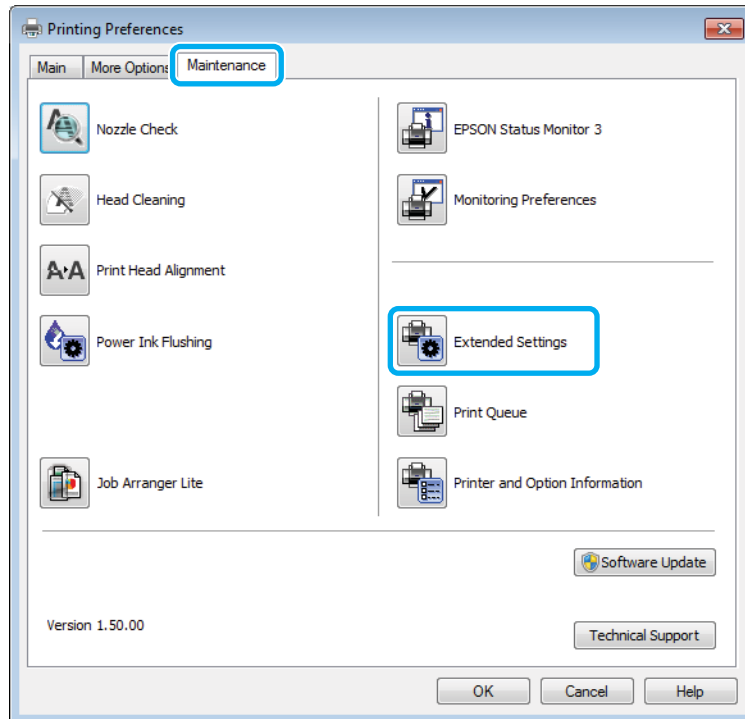 Printing Preferences
Main
More Options
Maintenance
Nozzle Check
Head Cleaning
A▸A
Print Head Alignment
Power Ink Flushing
Job Arranger Lite
EPSON Status Monitor 3
Monitoring Preferences
Extended Settings
Print Queue
Printer and Option Information
Software Update
Version 1.50.00
Technical Support
OK
Cancel
Help